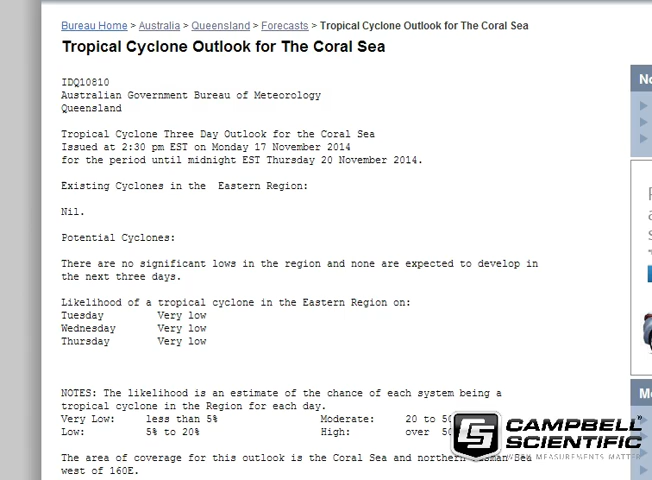 Bureau Home > Australia > Queensland > Forecasts > Tropical Cyclone Outlook for The Coral Sea
Tropical Cyclone Outlook for The Coral Sea
IDQ10810
Australian Government Bureau of Meteorology
Queensland
Tropical Cyclone Three Day Outlook for the Coral Sea
Issued at 2:30 pm EST on Monday 17 November 2014
for the period until midnight EST Thursday 20 November 2014.
Existing Cyclones in the Eastern Region:
Nil.
Potential Cyclones:
There are no significant lows in the region and none are expected to develop in
the next three days.
Likelihood of a tropical cyclone in the Eastern Region on:
Tuesday Very low
Wednesday Very low
Thursday Very low
NOTES: The likelihood is an estimate of the chance of each system being a
tropical cyclone in the Region for each day.
Very Low: less than 5% Moderate: 20 to
Low: 5% to 20% High: over
The area of coverage for this outlook is the Coral Sea and northern Sea
west of 160E.
CAMPBELL
SCIENTIFIC
WHEN MEASUREMENTS MATTER